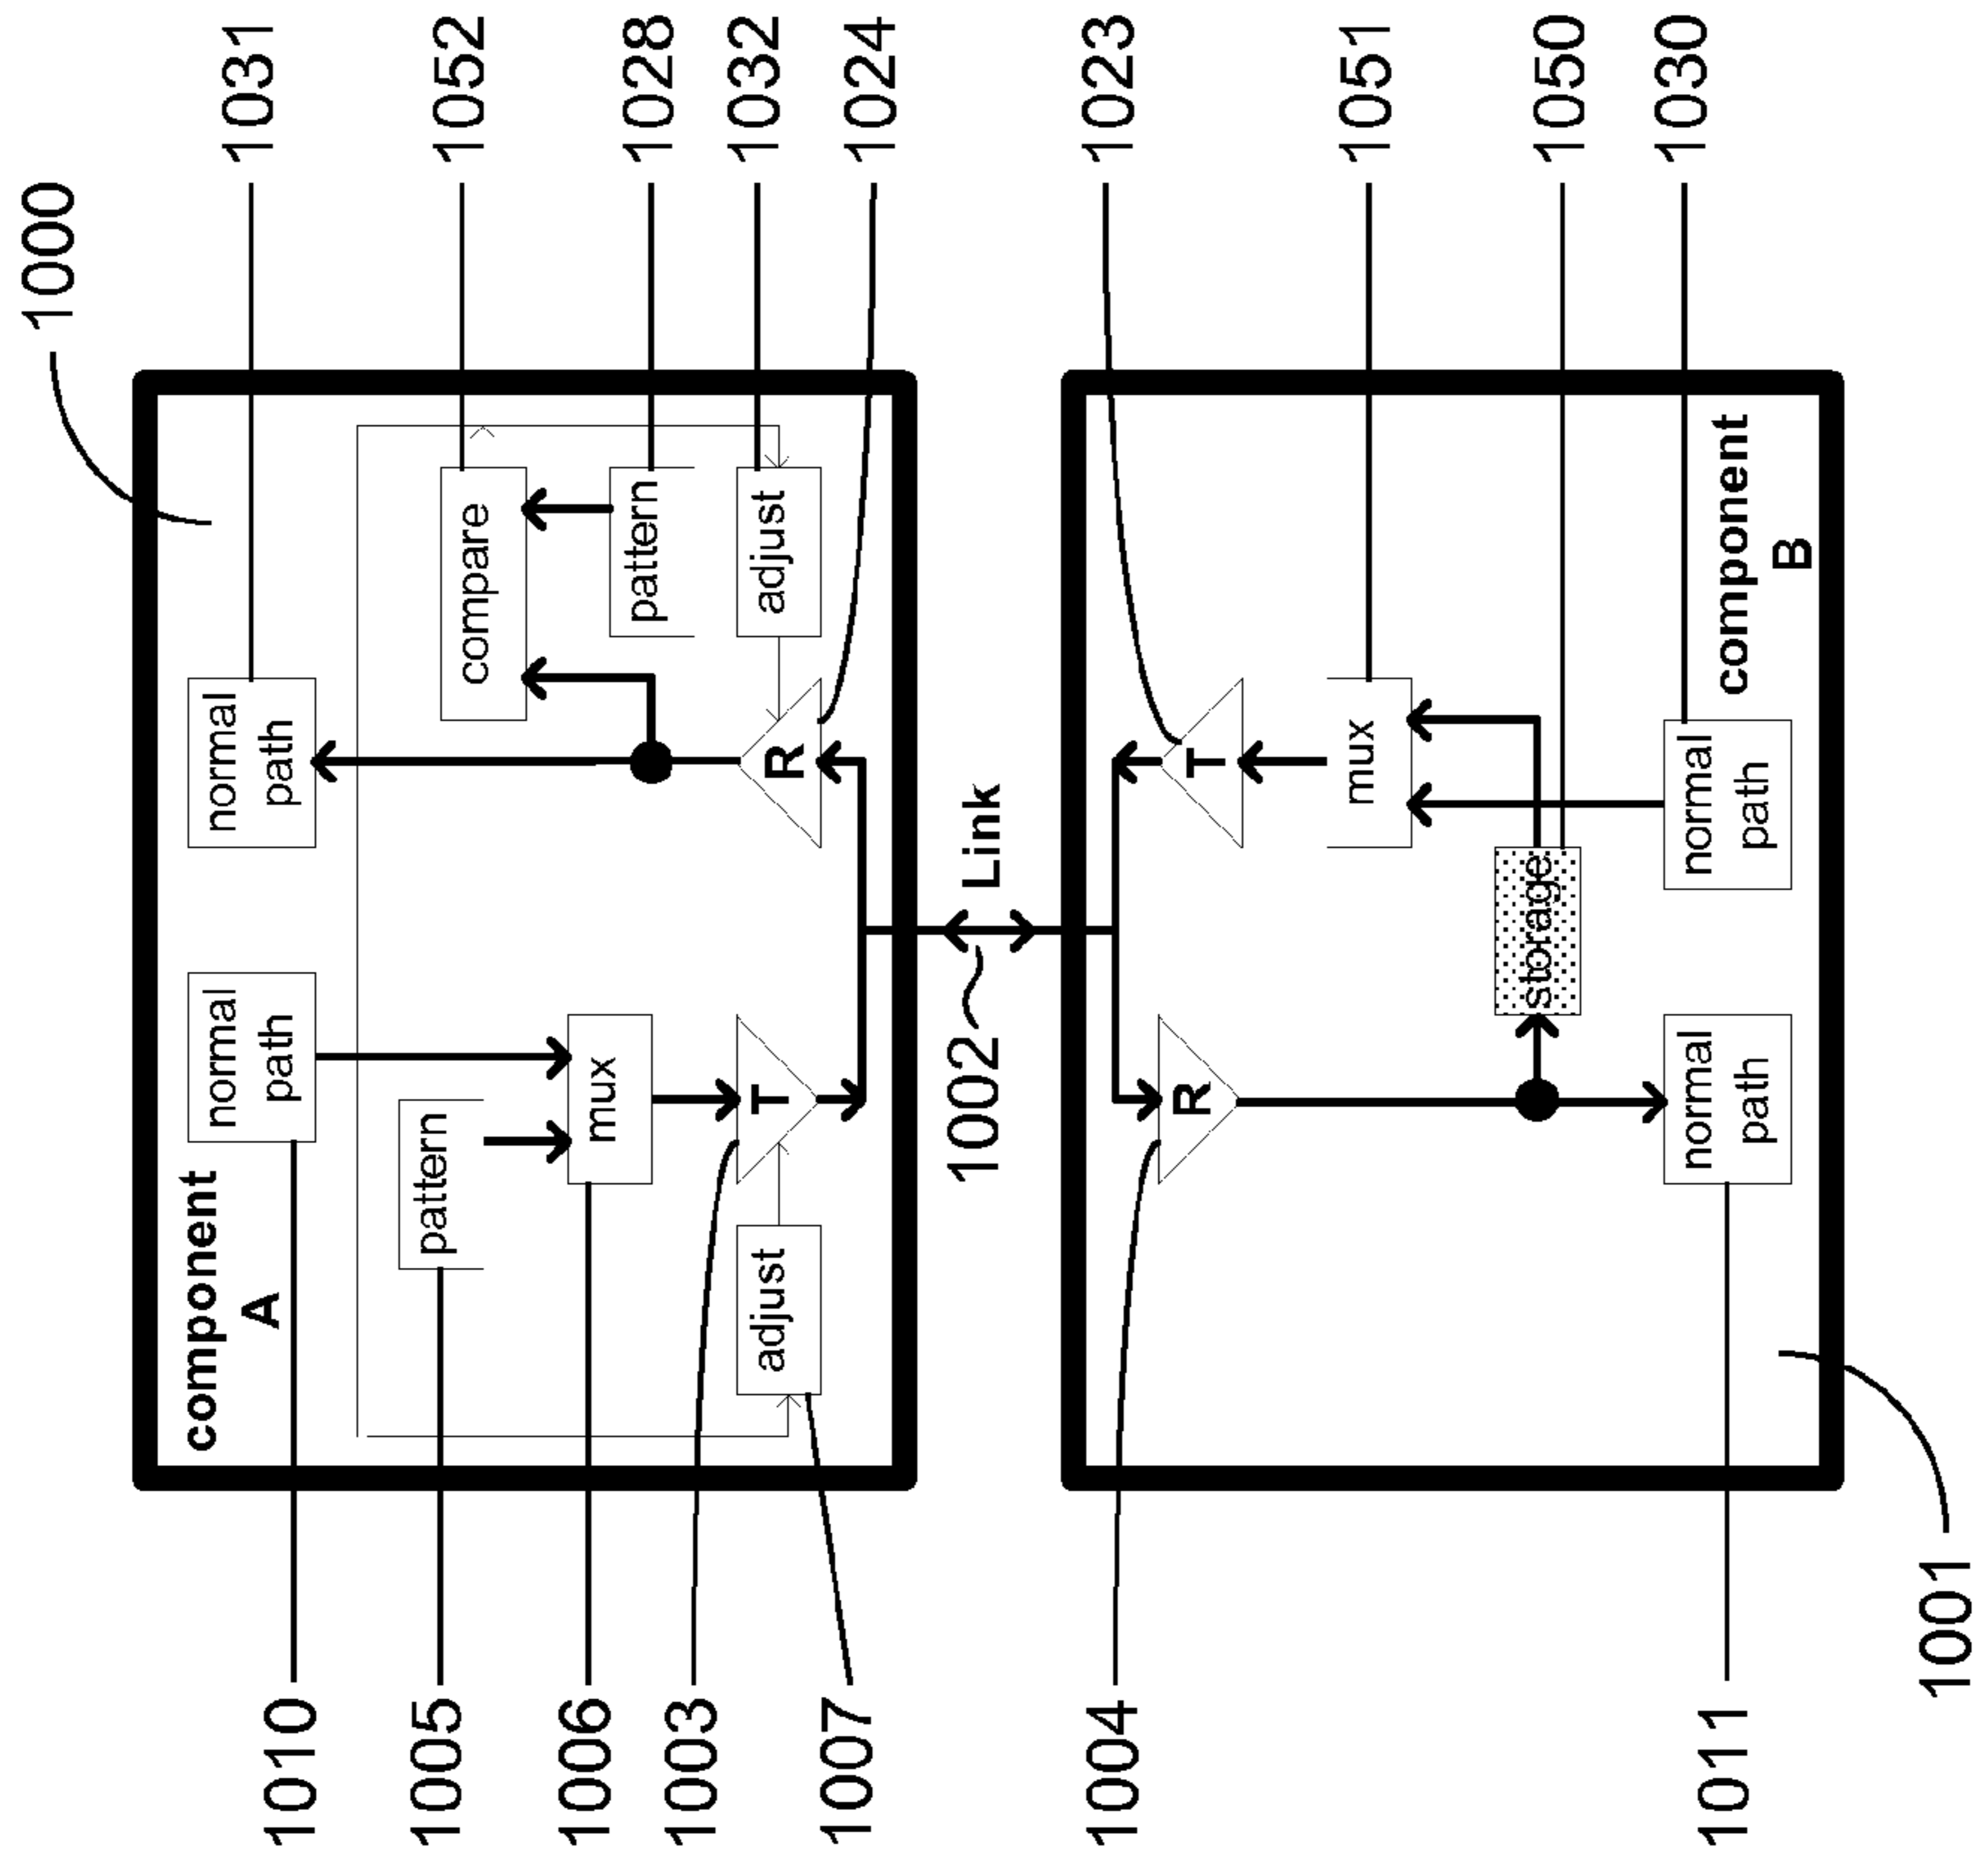 1010
1005
1006
1003
1007
1004
1011
1001
component
A
adjust
pattern
normal
path
mux
T
1002
Link
R
normal
path
storage
normal
path
R
T
mux
normal
path
compare
pattern
adjust
component
B
1000
1031
1052
1028
1032
1024
1023
1051
1050
1030